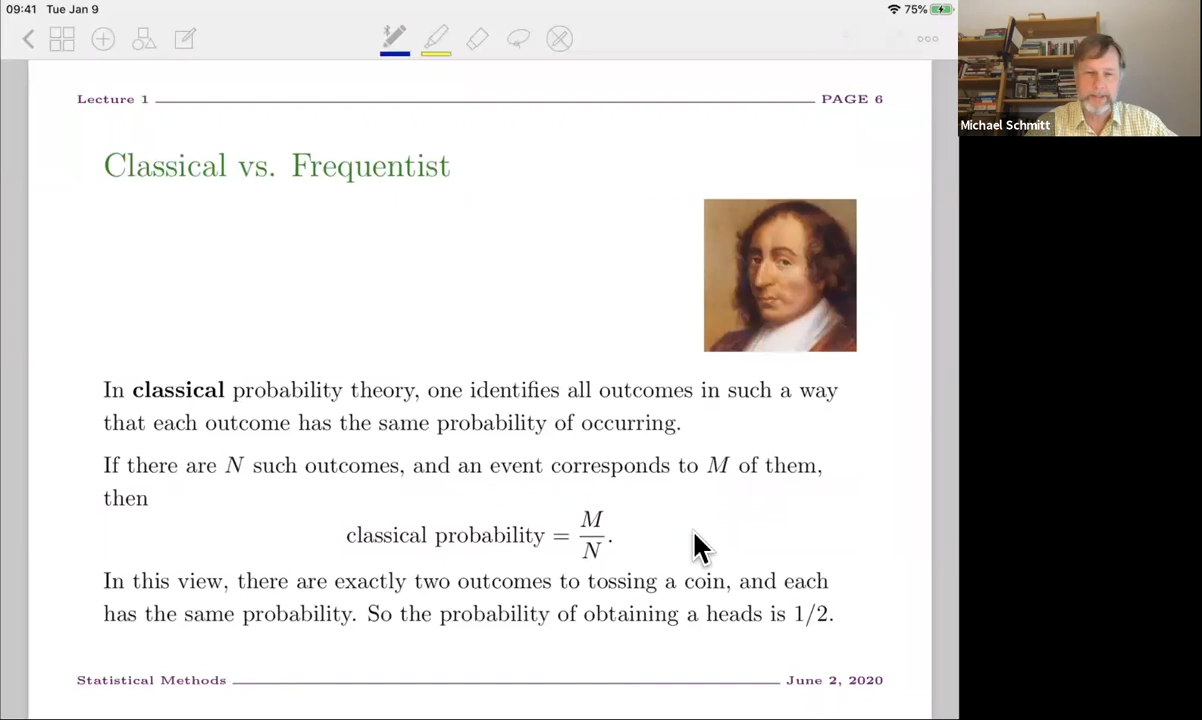 09:41 Tue Jan 9
75%
Michael Schmitt
Lecture 1 PAGE 6
Classical vs. Frequentist
In classical probability theory, one identifies all outcomes in such a way
that each outcome has the same probability of occurring.
If there are N such outcomes, and an event corresponds to M of them,
then
classical probability = M/N.
In this view, there are exactly two outcomes to tossing a coin, and each
has the same probability. So the probability of obtaining a heads is 1/2.
Statistical Methods June 2, 2020